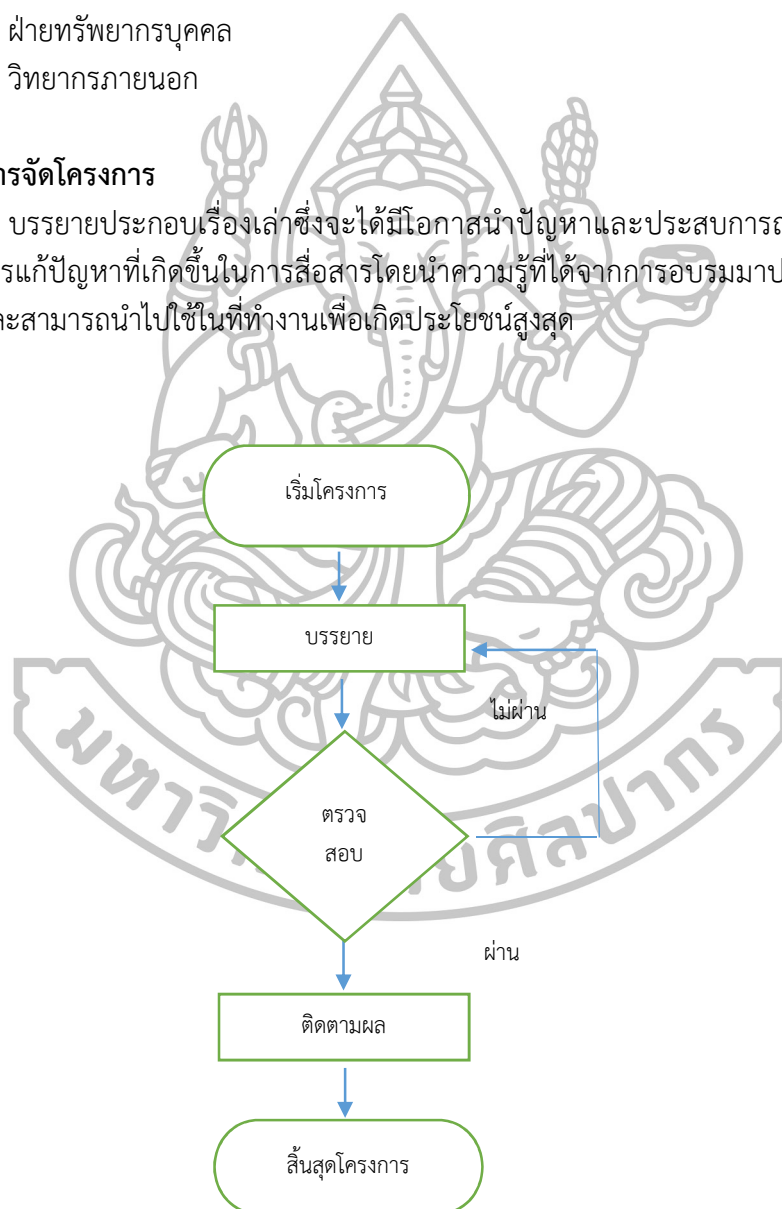 ฝ่ายทรัพยากรบุคคล
วิทยากรภายนอก
ารจัดโครงการ
บรรยายประกอบเรื่องเล่าซึ่งจะได้มีโอกาสนำปัญหาและประสบการณ
รแก้ปัญหาที่เกิดขึ้นในการสื่อสารโดยนำความรู้ที่ได้จากการอบรมมาป
ละสามารถนำไปใช้ในที่ทำงานเพื่อเกิดประโยชน์สูงสุด
เริ่มโครงการ
บรรยาย
ไม่ผ่าน
ตรวจ
สอบ
ผ่าน
ติดตามผล
สิ้นสุดโครงการ